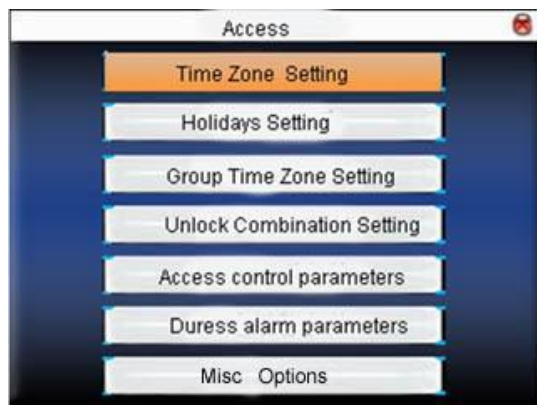 Access
Time Zone Setting
Holidays Setting
Group Time Zone Setting
Unlock Combination Setting
Access control parameters
Duress alarm parameters
Misc Options